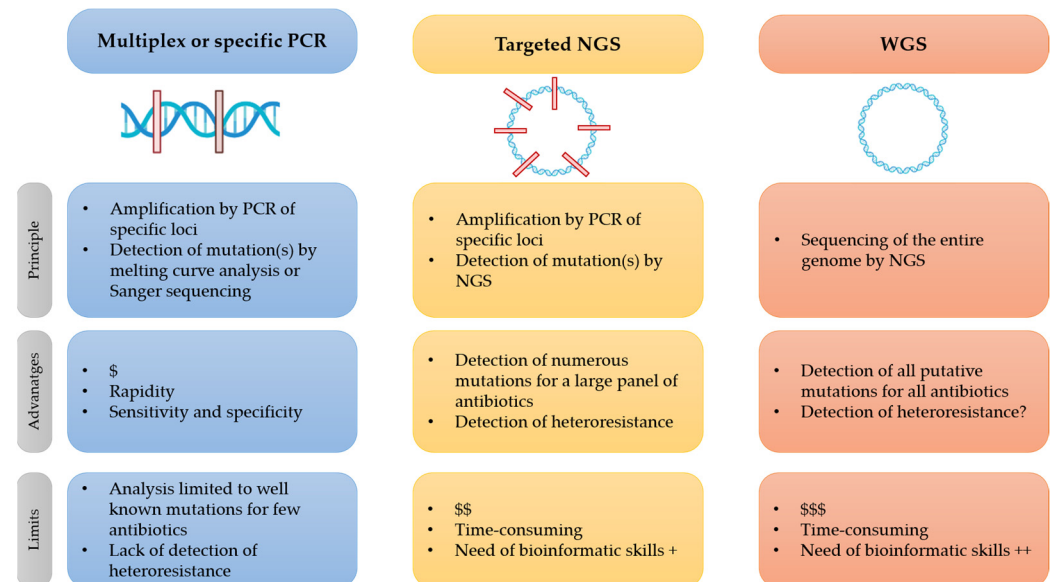 Multiplex or specific PCR
Targeted NGS
WGS
Principle
• Amplification by PCR of
specific loci
• Detection of mutation(s) by
melting curve analysis or
Sanger sequencing
• Amplification by PCR of
specific loci
• Detection of mutation(s) by
NGS
• Sequencing of the entire
genome by NGS
Advanatges
• $
• Rapidity
• Sensitivity and specificity
• Detection of numerous
mutations for a large panel of
antibiotics
• Detection of heteroresistance
• Detection of all putative
mutations for all antibiotics
• Detection of heteroresistance?
Limits
• Analysis limited to well
known mutations for few
antibiotics
• Lack of detection of
heteroresistance
• $$
• Time-consuming
• Need of bioinformatic skills +
• $$$
• Time-consuming
• Need of bioinformatic skills ++